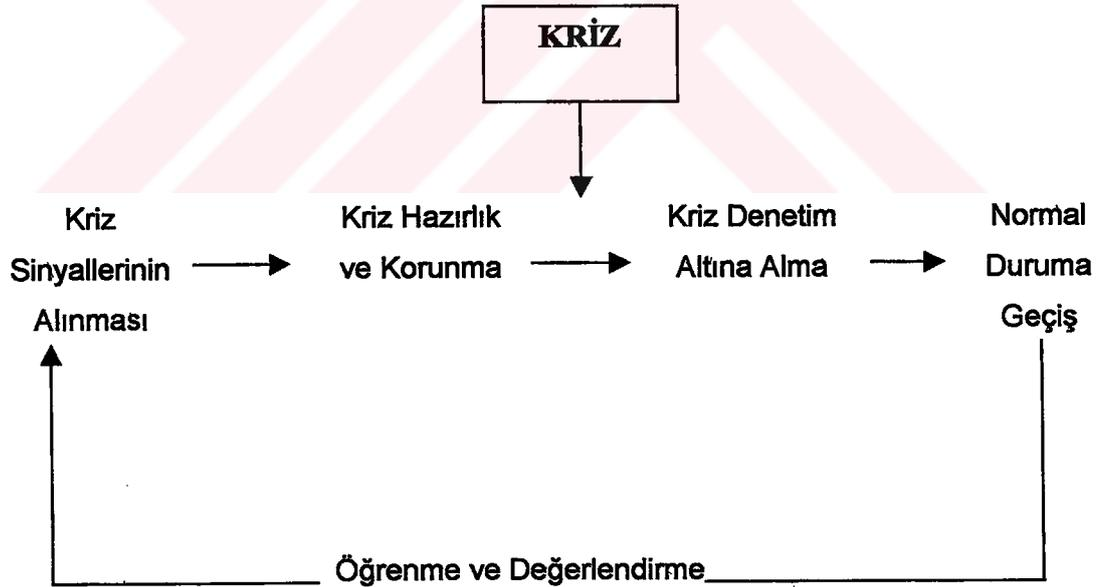 KRİZ
Kriz
Sinyallerinin
Alınması
Kriz Hazırlık
ve Korunma
Kriz Denetim
Altına Alma
Normal
Duruma
Geçiş
Öğrenme ve Değerlendirme